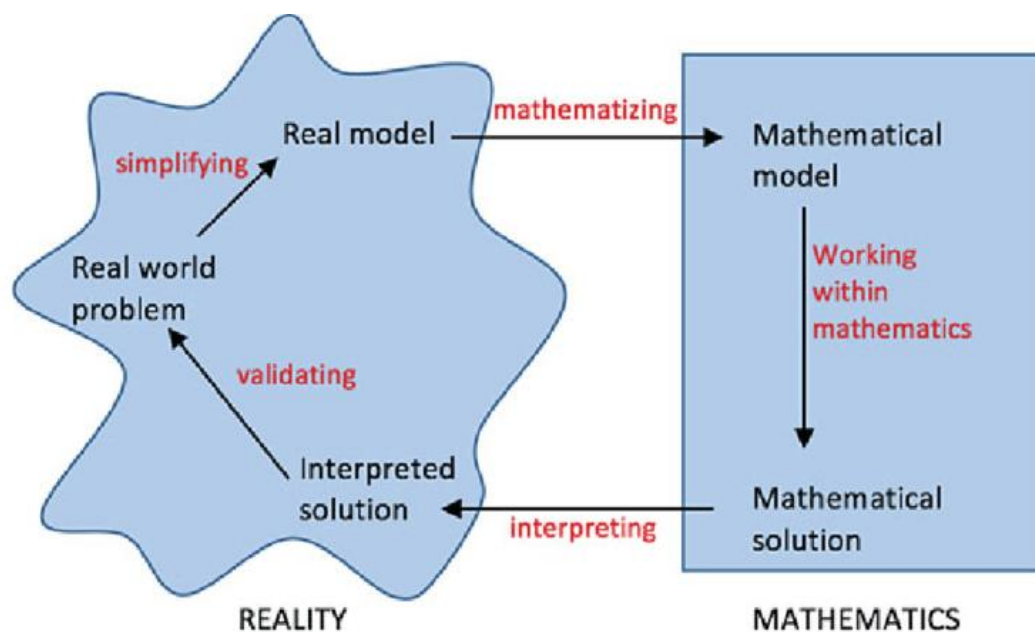 Real model
mathematizing
Mathematical
model
simplifying
Real world
problem
Working
within
mathematics
validating
Interpreted
solution
interpreting
Mathematical
solution
REALITY
MATHEMATICS